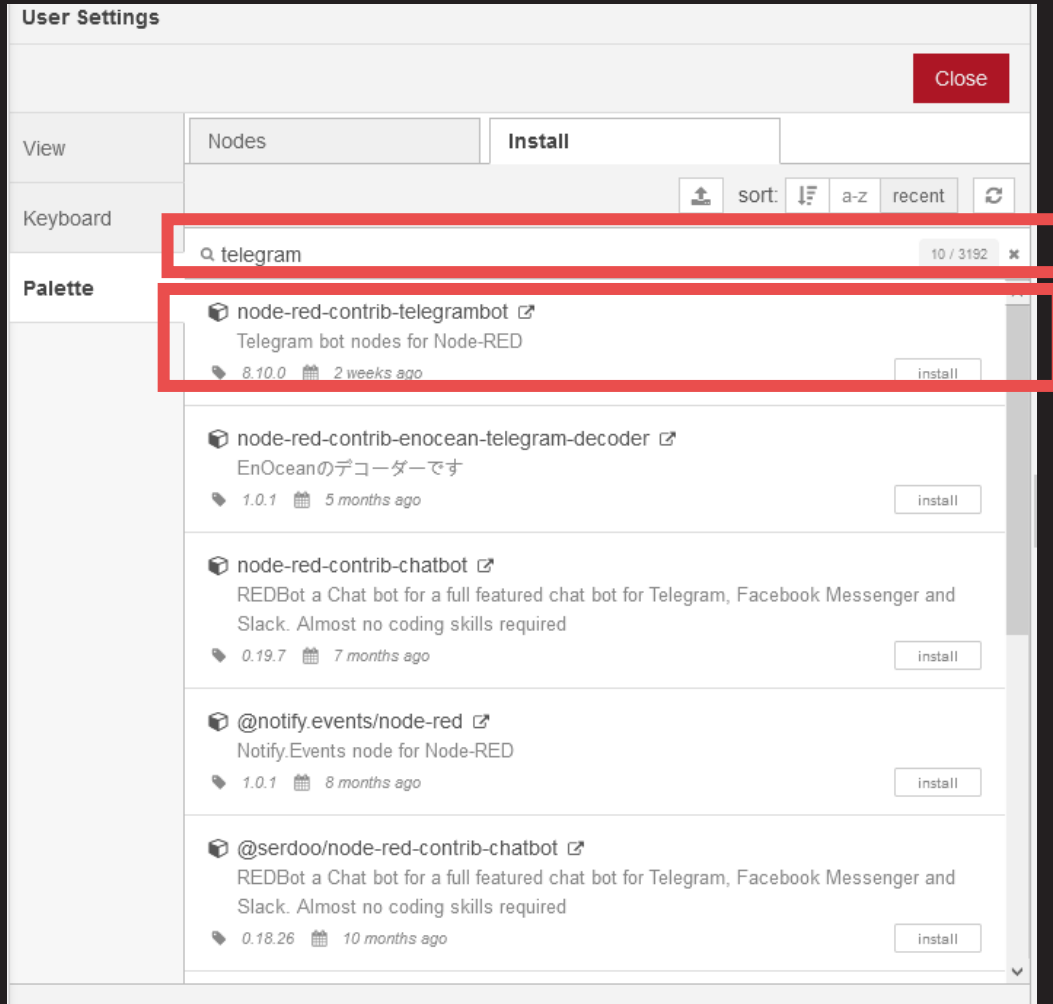 User Settings
Close
View
Nodes
Install
sort:
a-z
recent
Keyboard
telegram
10 / 3192
Palette
node-red-contrib-telegrambot
Telegram bot nodes for Node-RED
8.10.0 2 weeks ago
install
node-red-contrib-enocean-telegram-decoder
EnOceanのデコーダーです
1.0.1 5 months ago
install
node-red-contrib-chatbot
REDBot a Chat bot for a full featured chat bot for Telegram, Facebook Messenger and
Slack. Almost no coding skills required
0.19.7 7 months ago
install
@notify.events/node-red
Notify.Events node for Node-RED
1.0.1 8 months ago
install
@serdoo/node-red-contrib-chatbot
REDBot a Chat bot for a full featured chat bot for Telegram, Facebook Messenger and
Slack. Almost no coding skills required
0.18.26 10 months ago
install